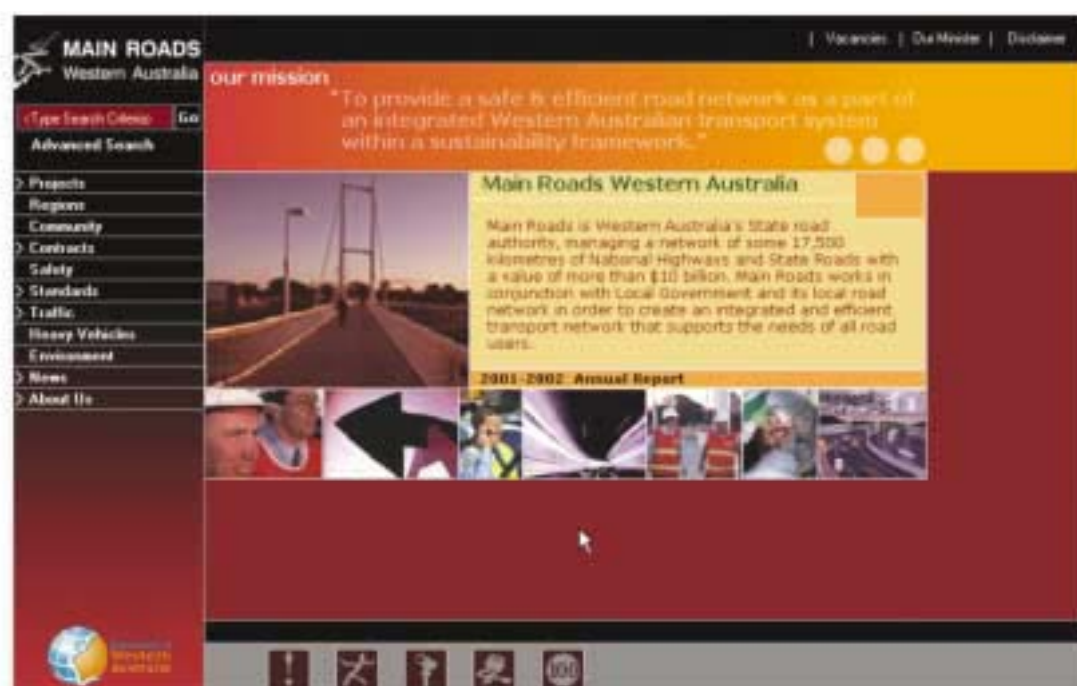 MAIN ROADS
Western Australia
| Vacancies | Our Minister | Disclaimer
our mission
"To provide a safe & efficient road network as a part of
an integrated Western Australian transport system
within a sustainability framework."
<Type Search Criteria> Go
Advanced Search
> Projects
Regions
Community
> Contracts
Safety
> Standards
> Traffic
Heavy Vehicles
Environment
> News
> About Us
Main Roads Western Australia
Main Roads is Western Australia's State road
authority, managing a network of some 17,500
kilometres of National Highways and State Roads with
a value of more than $10 billion. Main Roads works in
conjunction with Local Government and its local road
network in order to create an integrated and efficient
transport network that supports the needs of all road
users.
2001-2002 Annual Report
Western
Australia